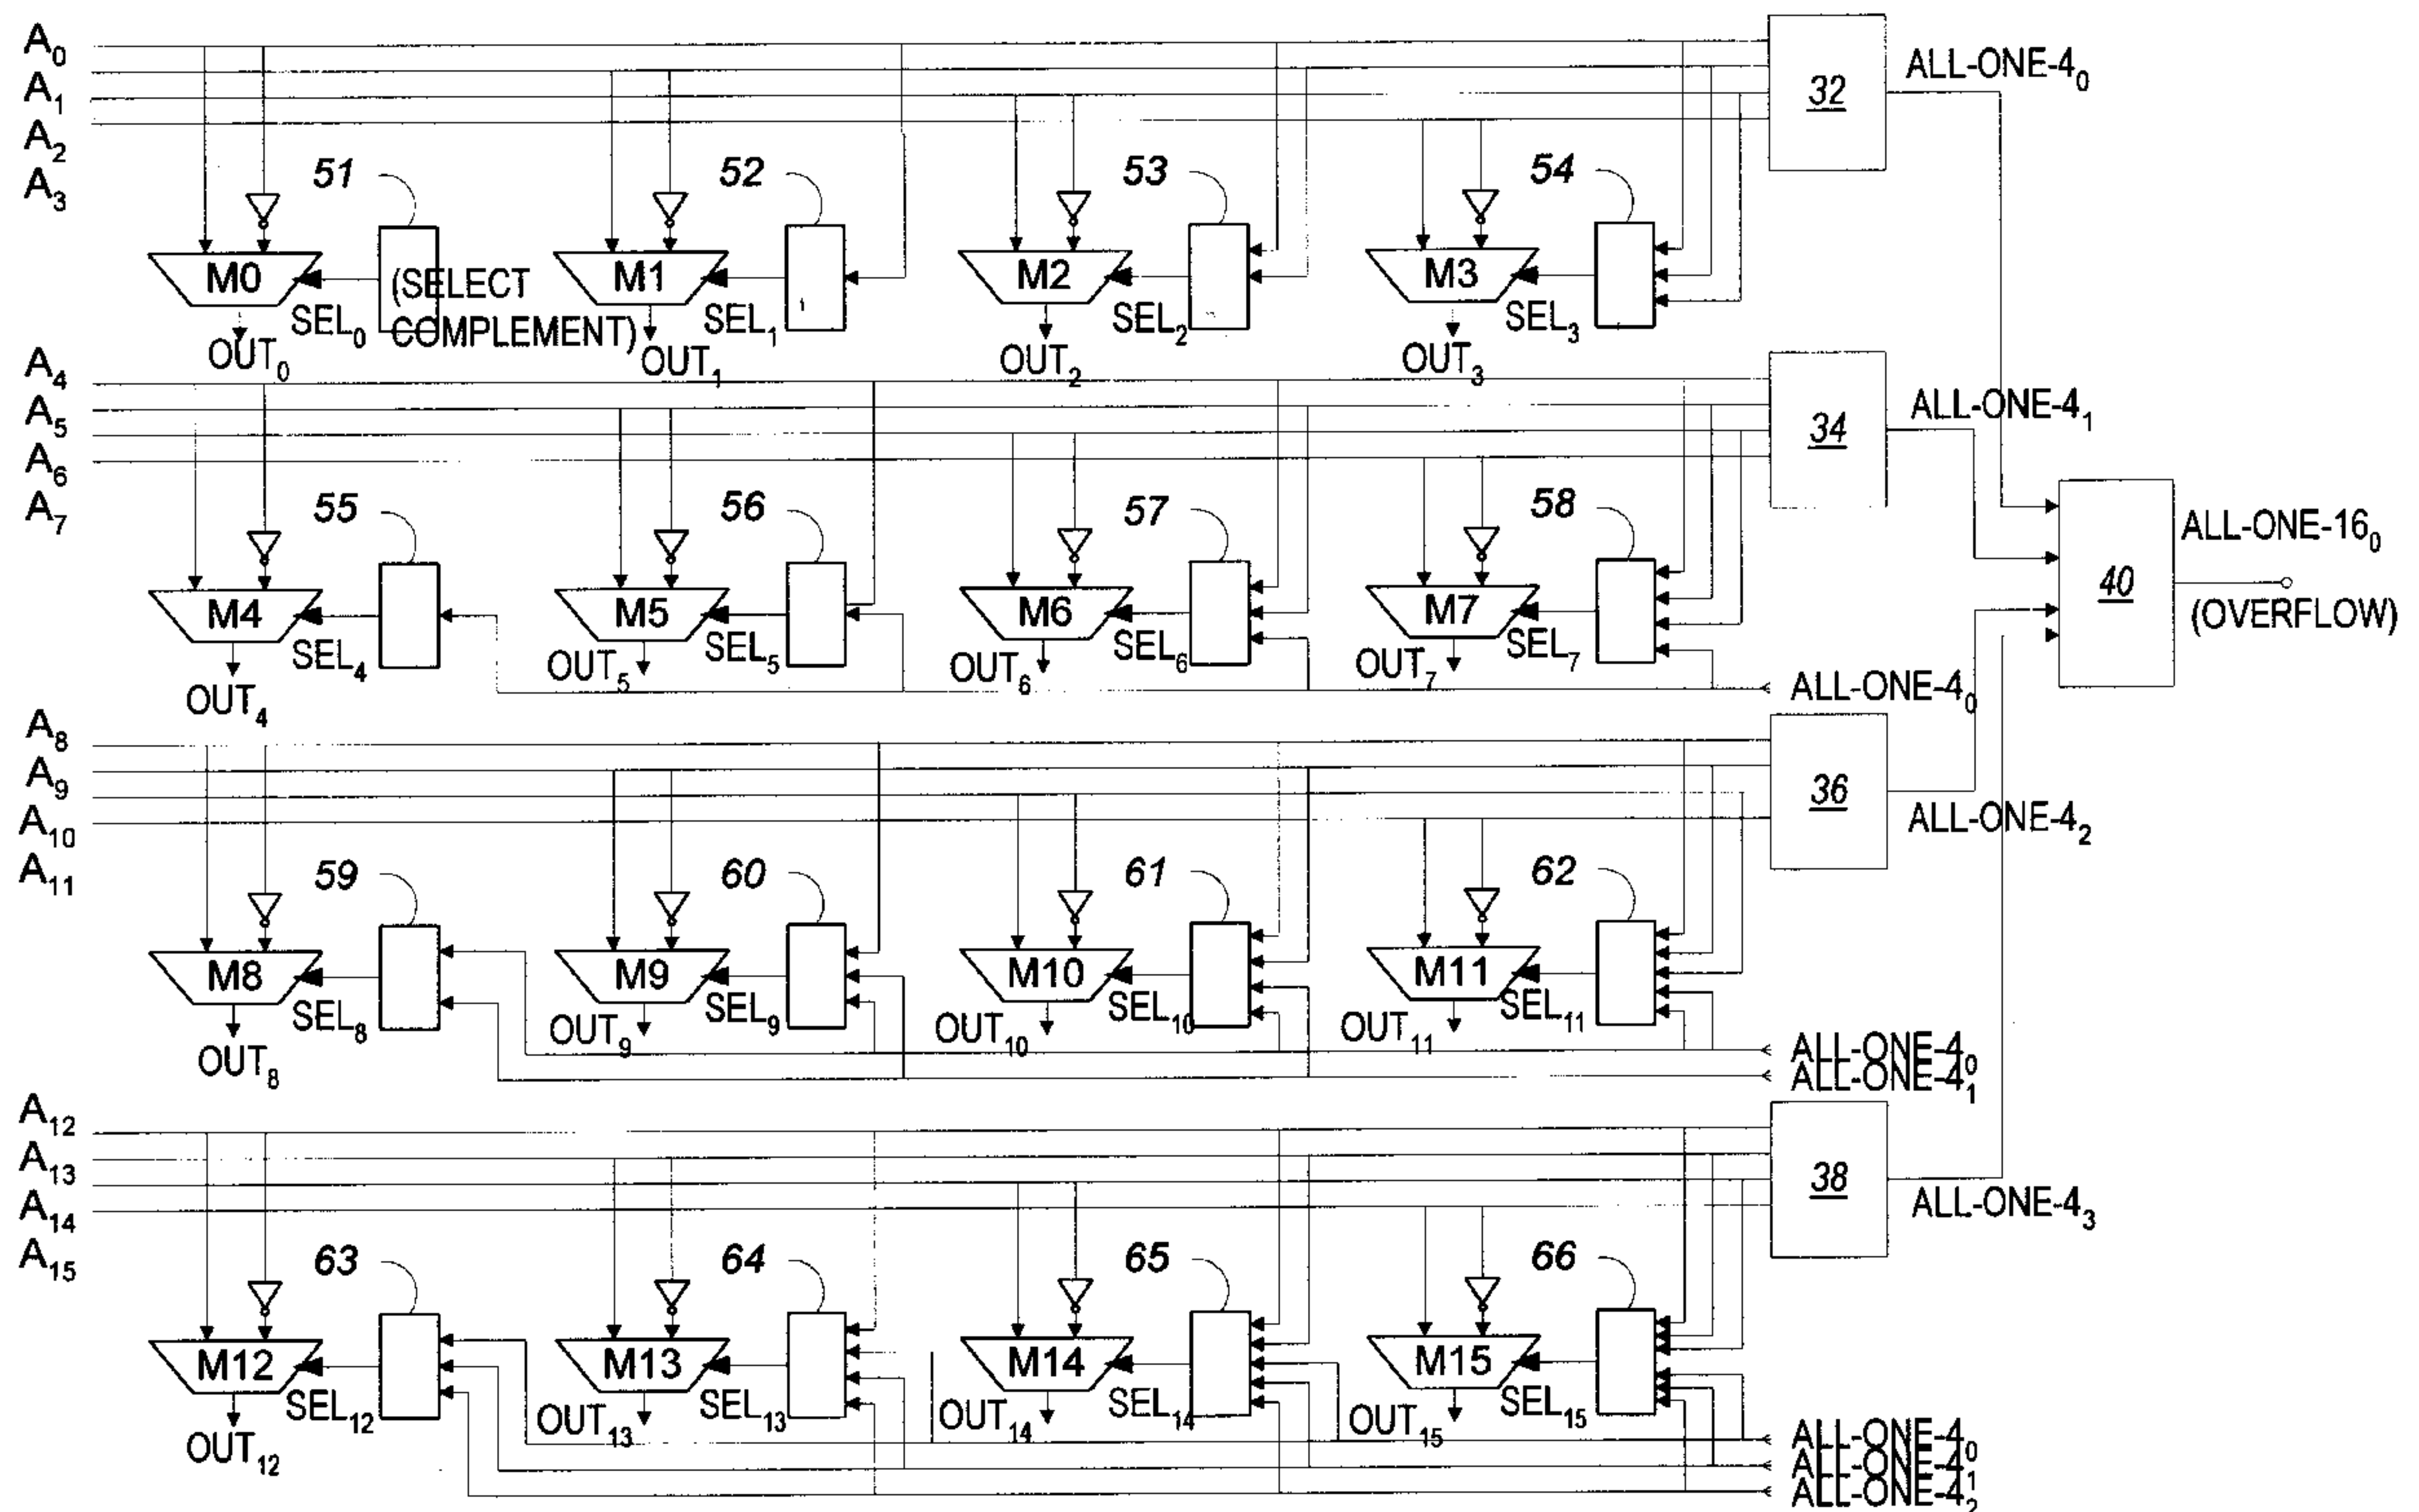 A0
A1
A2
A3
32
ALL-ONE-40
51
52
53
54
M0
M1
M2
M3
SEL0
(SELECT
COMPLEMENT)
SEL1
SEL2
SEL3
OUT0
OUT1
OUT2
OUT3
A4
A5
A6
A7
34
ALL-ONE-41
55
56
57
58
40
ALL-ONE-160
(OVERFLOW)
M4
M5
M6
M7
SEL4
SEL5
SEL6
SEL7
OUT4
OUT5
OUT6
OUT7
ALL-ONE-40
A8
A9
A10
A11
36
ALL-ONE-42
59
60
61
62
M8
M9
M10
M11
SEL8
SEL9
SEL10
SEL11
OUT8
OUT9
OUT10
OUT11
ALL-ONE-40
ALL-ONE-41
A12
A13
A14
A15
38
ALL-ONE-43
63
64
65
66
M12
M13
M14
M15
SEL12
SEL13
SEL14
SEL15
OUT12
OUT13
OUT14
OUT15
ALL-ONE-40
ALL-ONE-41
ALL-ONE-42